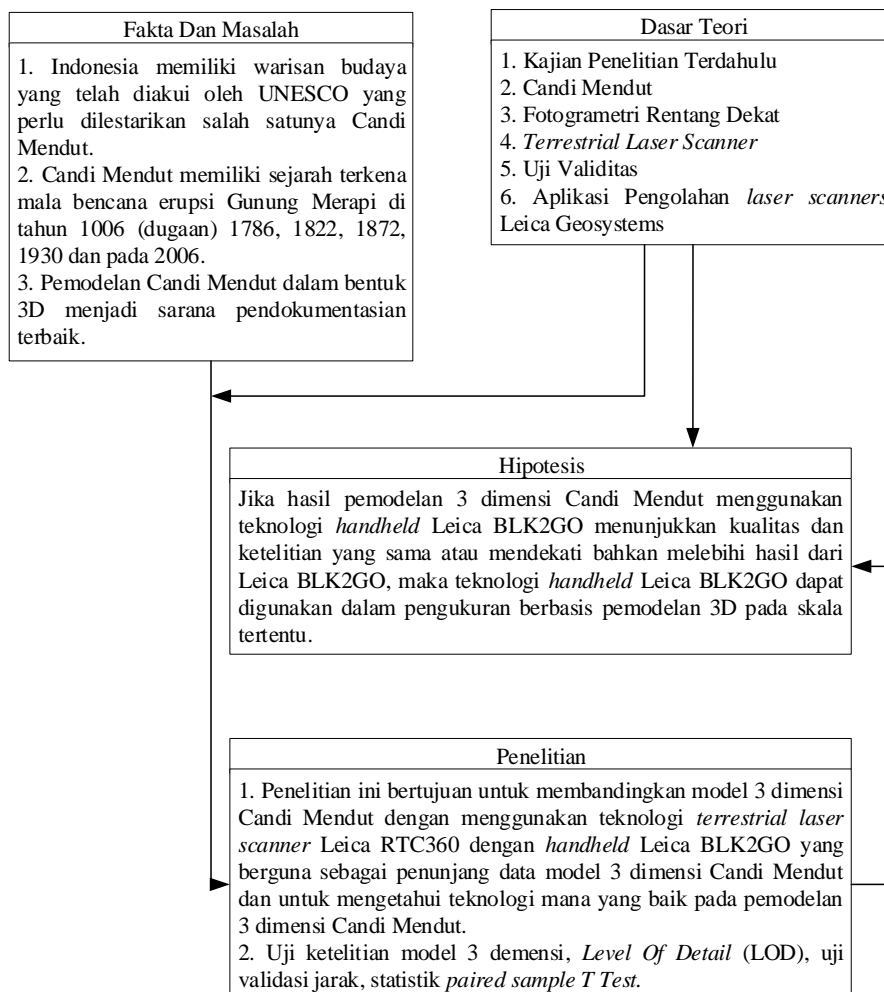 Fakta Dan Masalah
1. Indonesia memiliki warisan budaya
yang telah diakui oleh UNESCO yang
perlu dilestarikan salah satunya Candi
Mendut.
2. Candi Mendut memiliki sejarah terkena
mala bencana erupsi Gunung Merapi di
tahun 1006 (dugaan) 1786, 1822, 1872,
1930 dan pada 2006.
3. Pemodelan Candi Mendut dalam bentuk
3D menjadi sarana pendokumentasian
terbaik.
Dasar Teori
1. Kajian Penelitian Terdahulu
2. Candi Mendut
3. Fotogrametri Rentang Dekat
4. Terrestrial Laser Scanner
5. Uji Validitas
6. Aplikasi Pengolahan laser scanners
Leica Geosystems
Hipotesis
Jika hasil pemodelan 3 dimensi Candi Mendut menggunakan
teknologi handheld Leica BLK2GO menunjukkan kualitas dan
ketelitian yang sama atau mendekati bahkan melebihi hasil dari
Leica BLK2GO, maka teknologi handheld Leica BLK2GO dapat
digunakan dalam pengukuran berbasis pemodelan 3D pada skala
tertentu.
Penelitian
1. Penelitian ini bertujuan untuk membandingkan model 3 dimensi
Candi Mendut dengan menggunakan teknologi terrestrial laser
scanner Leica RTC360 dengan handheld Leica BLK2GO yang
berguna sebagai penunjang data model 3 dimensi Candi Mendut
dan untuk mengetahui teknologi mana yang baik pada pemodelan
3 dimensi Candi Mendut.
2. Uji ketelitian model 3 demensi, Level Of Detail (LOD), uji
validasi jarak, statistik paired sample T Test.